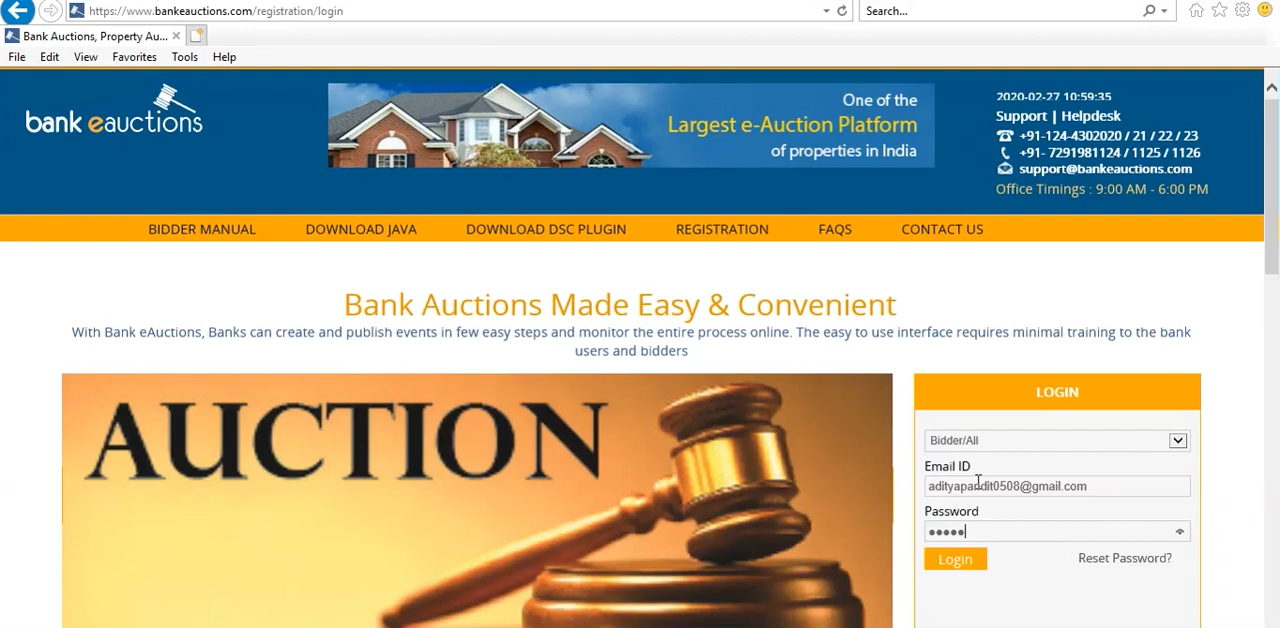 https://www.bankeauctions.com/registration/login
Search...
Bank Auctions, Property Au...
File Edit View Favorites Tools Help
bank eauctions
One of the
Largest e-Auction Platform
of properties in India
2020-02-27 10:59:35
Support | Helpdesk
+91-124-4302020 / 21 / 22 / 23
+91- 7291981124 / 1125 / 1126
support@bankeauctions.com
Office Timings : 9:00 AM - 6:00 PM
BIDDER MANUAL DOWNLOAD JAVA DOWNLOAD DSC PLUGIN REGISTRATION FAQS CONTACT US
Bank Auctions Made Easy & Convenient
With Bank eAuctions, Banks can create and publish events in few easy steps and monitor the entire process online. The easy to use interface requires minimal training to the bank
users and bidders
AUCTION
LOGIN
Bidder/All
Email ID
adityapandit0508@gmail.com
Password
●●●●●
Login Reset Password?